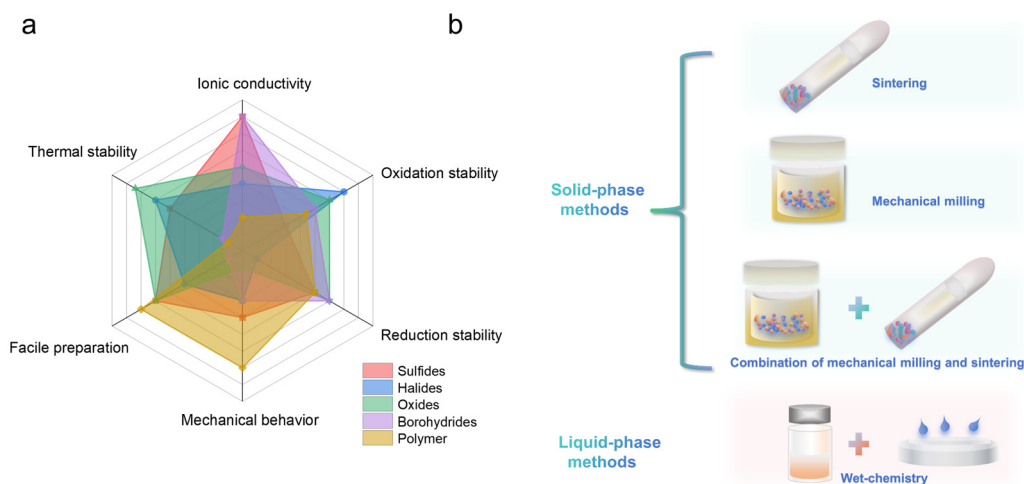 a
Ionic conductivity
Oxidation stability
Reduction stability
Mechanical behavior
Facile preparation
Thermal stability
Sulfides
Halides
Oxides
Borohydrides
Polymer
b
Solid-phase
methods
Sintering
Mechanical milling
Combination of mechanical milling and sintering
Liquid-phase
methods
Wet-chemistry